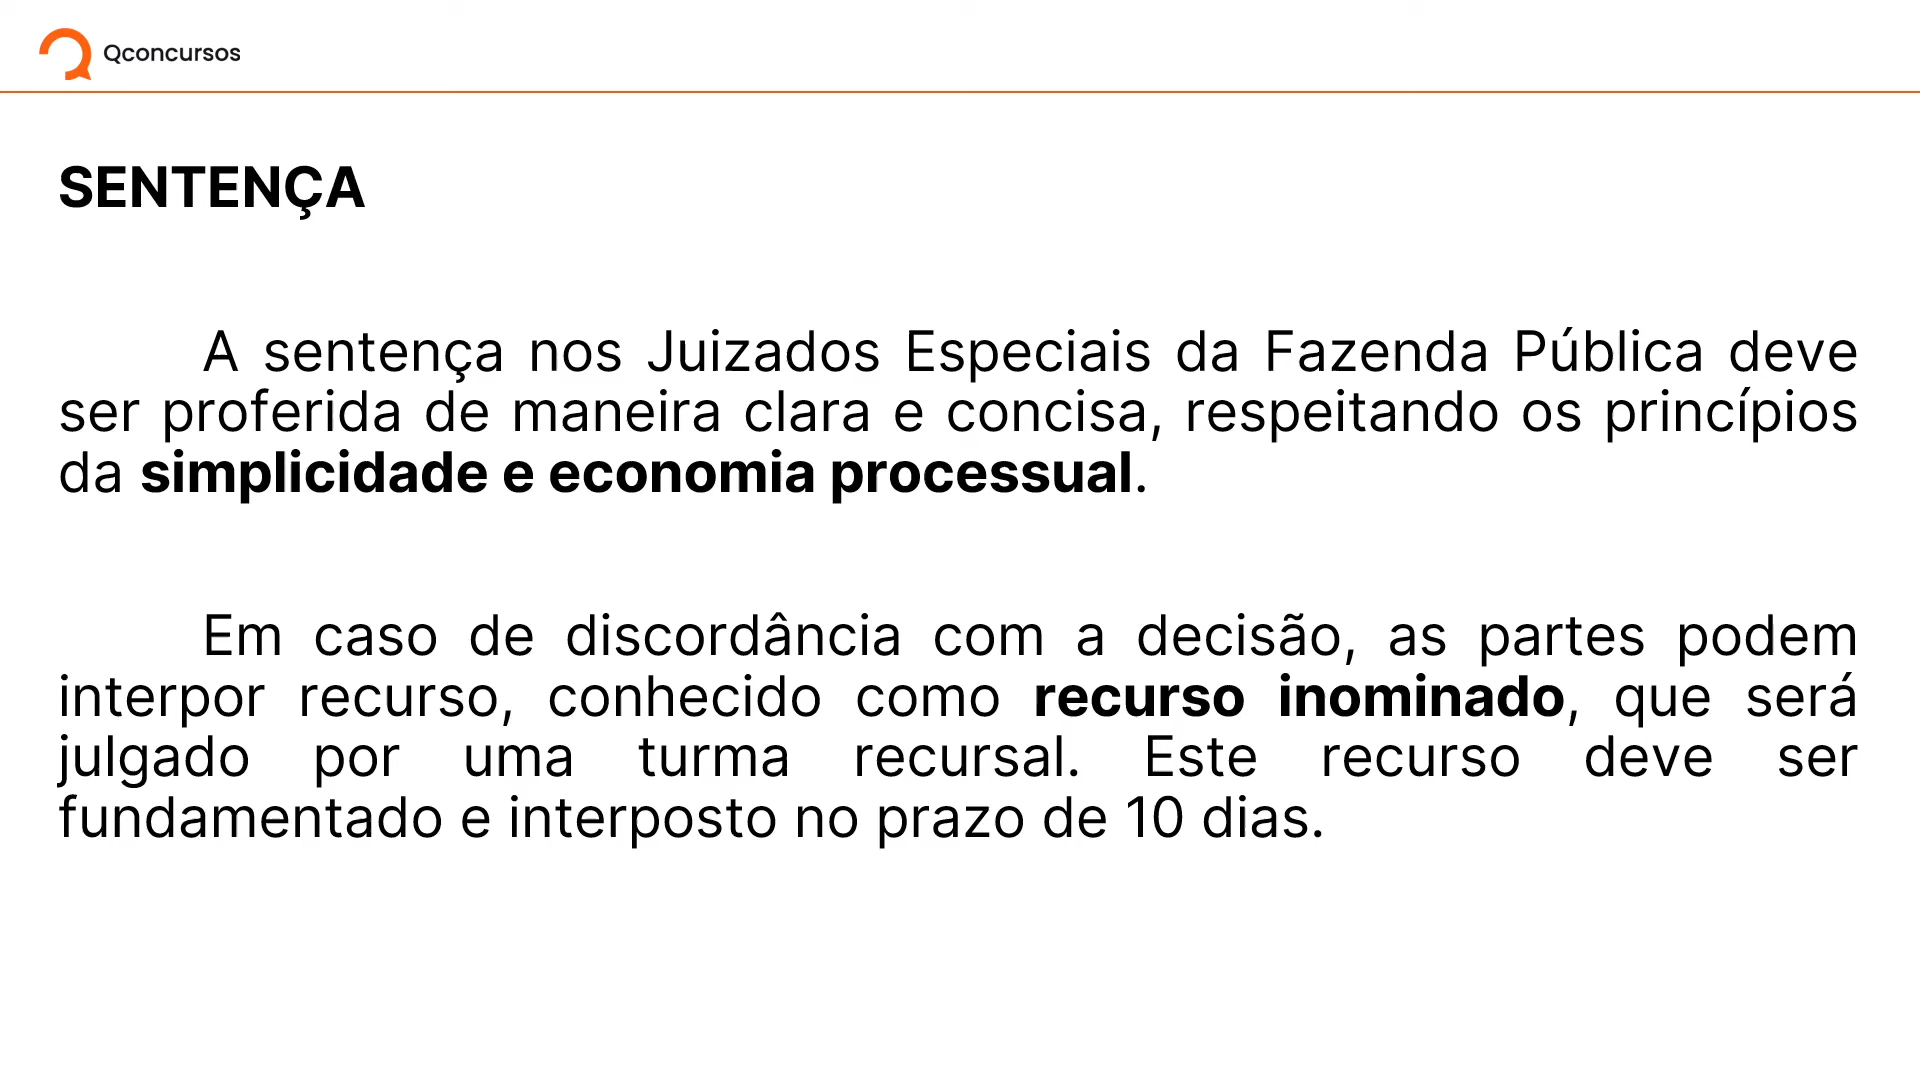 Qconcursos
SENTENÇA
A sentença nos Juizados Especiais da Fazenda Pública deve
ser proferida de maneira clara e concisa, respeitando os princípios
da simplicidade e economia processual.
Em caso de discordância com a decisão, as partes podem
interpor recurso, conhecido como recurso inominado, que será
julgado por uma turma recursal. Este recurso deve ser
fundamentado e interposto no prazo de 10 dias.